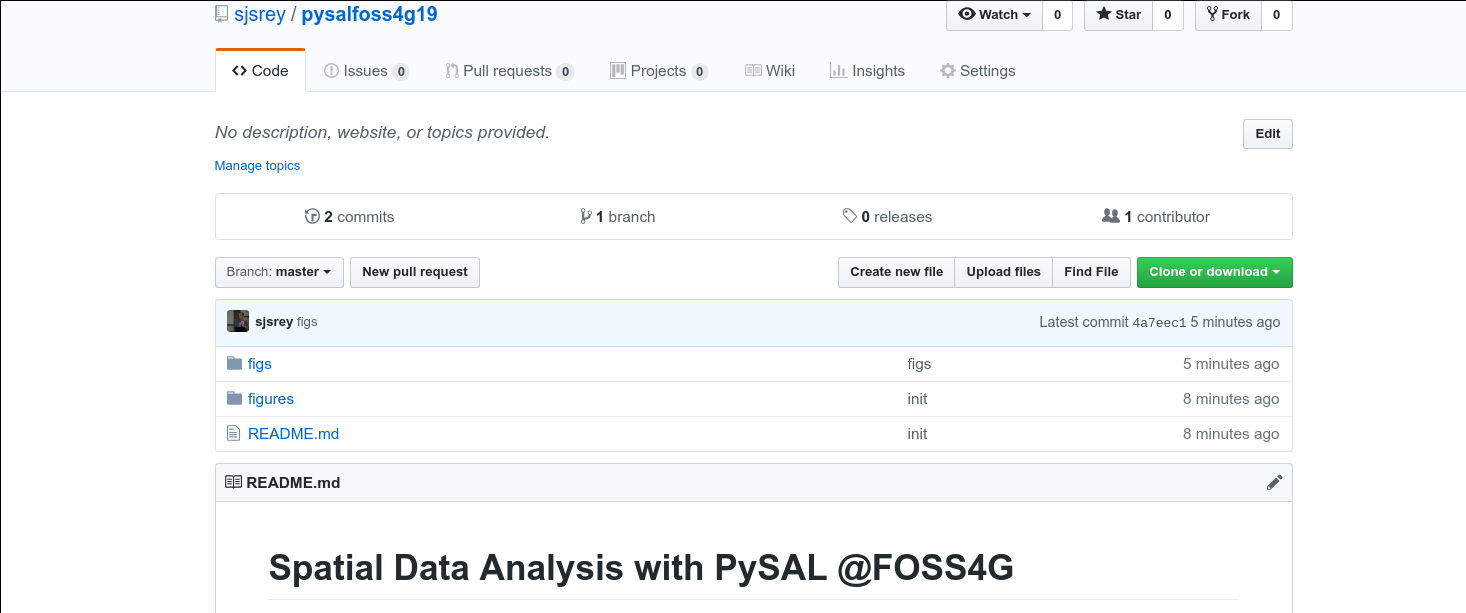 sjsrey / pysalfoss4g19 Watch 0 Star 0 Fork 0
Code Issues 0 Pull requests 0 Projects 0 Wiki Insights Settings
No description, website, or topics provided. Edit
Manage topics
2 commits 1 branch 0 releases 1 contributor
Branch: master New pull request Create new file Upload files Find File Clone or download
sjsrey figs Latest commit 4a7eec1 5 minutes ago
figs figs 5 minutes ago
figures init 8 minutes ago
README.md init 8 minutes ago
README.md
Spatial Data Analysis with PySAL @FOSS4G